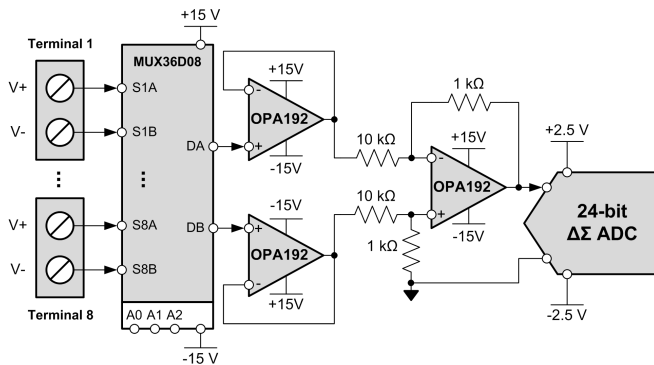 +15 V
Terminal 1
MUX36D08
V+
S1A
V-
S1B
DA
+15V
-
OPA192
+
-15V
1 kΩ
10 kΩ
+15V
-
OPA192
+
-15V
+2.5 V
24-bit
ΔΣ ADC
-2.5 V
V+
S8A
V-
S8B
DB
-15 V
+
OPA192
-
+15V
10 kΩ
1 kΩ
Terminal 8
A0 A1 A2
-15 V